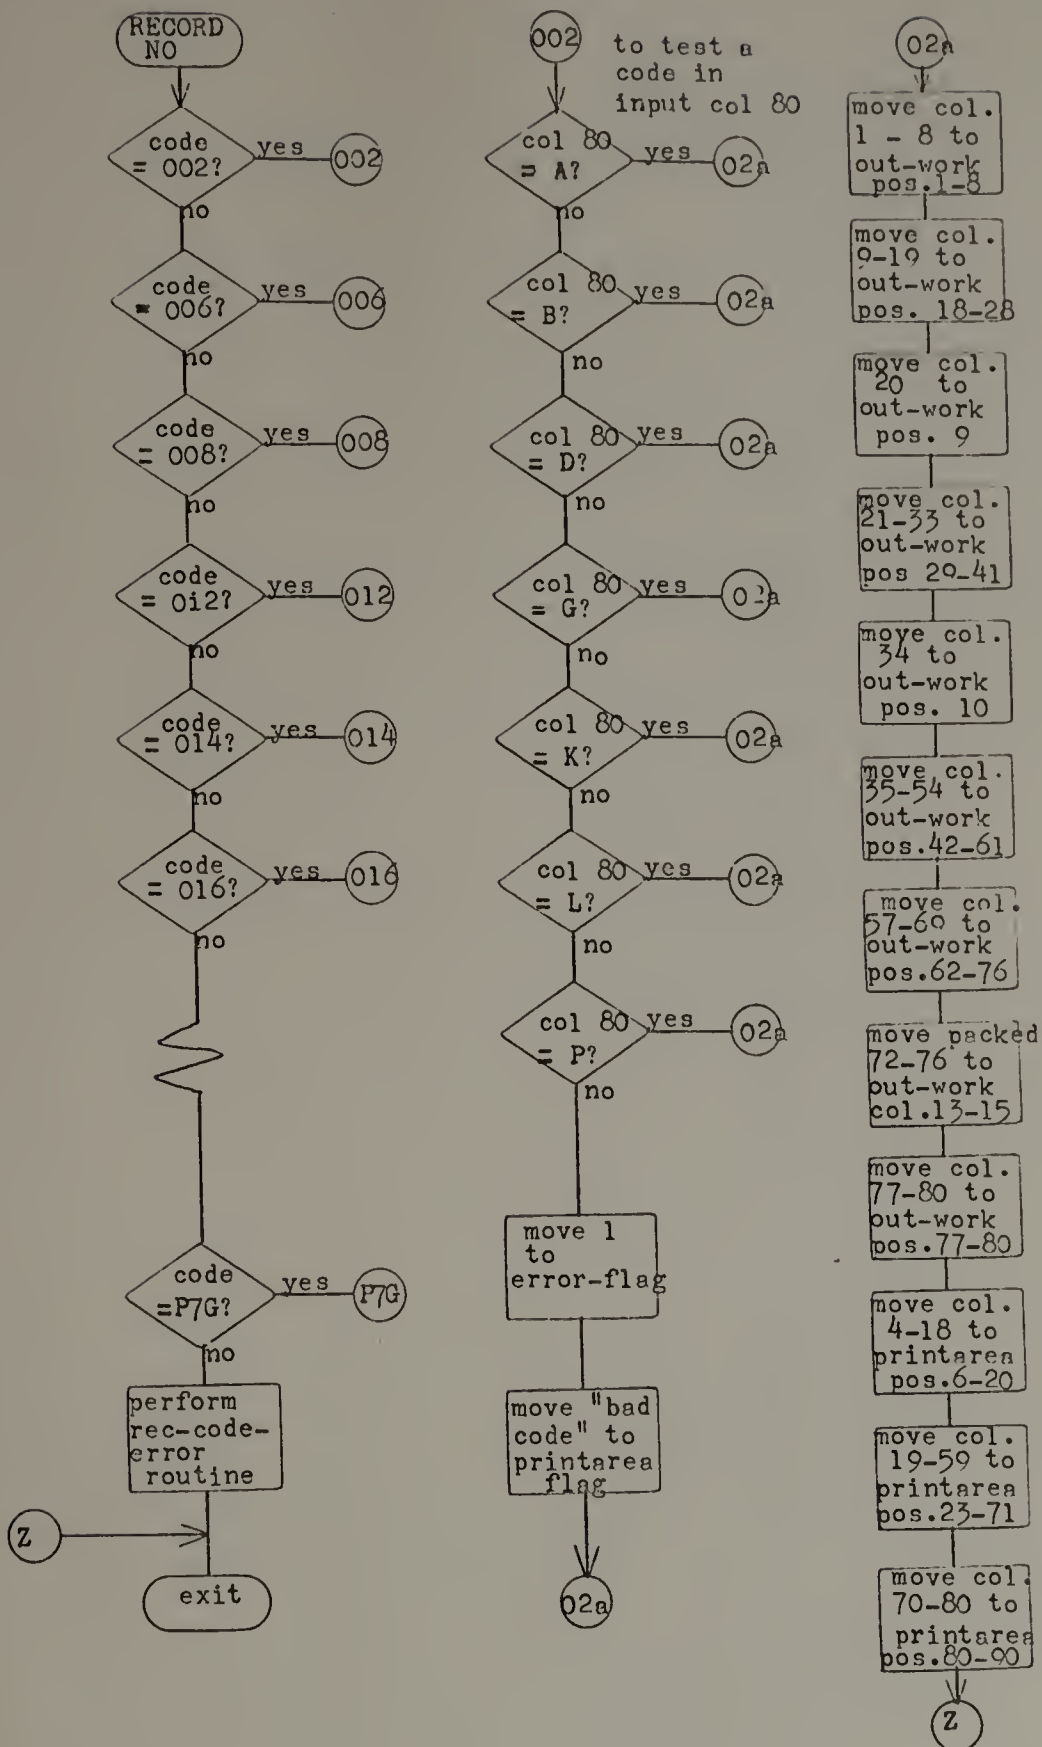 RECORD
NO
code
= 002?
yes
002
no
code
= 006?
yes
006
no
code
= 008?
yes
008
no
code
= 0i2?
yes
012
no
code
= 014?
yes
014
no
code
= 016?
yes
016
no
code
=P7G?
yes
P7G
no
perform
rec-code-
error
routine
Z
exit
002
to test a
code in
input col 80
col 80
= A?
yes
02a
no
col 80
= B?
yes
02a
no
col 80
= D?
yes
02a
no
col 80
= G?
yes
02a
no
col 80
= K?
yes
02a
no
col 80
= L?
yes
02a
no
col 80
= P?
yes
02a
no
move 1
to
error-flag
move "bad
code" to
printarea
flag
02a
02a
move col.
1 - 8 to
out-work
pos.1-8
move col.
9-19 to
out-work
pos. 18-28
move col.
20 to
out-work
pos. 9
move col.
21-33 to
out-work
pos 29-41
move col.
34 to
out-work
pos. 10
move col.
35-54 to
out-work
pos.42-61
move col.
57-69 to
out-work
pos.62-76
move packed
72-76 to
out-work
col.13-15
move col.
77-80 to
out-work
pos.77-80
move col.
4-18 to
printarea
pos.6-20
move col.
19-59 to
printarea
pos.23-71
move col.
70-80 to
printarea
pos.80-90
Z